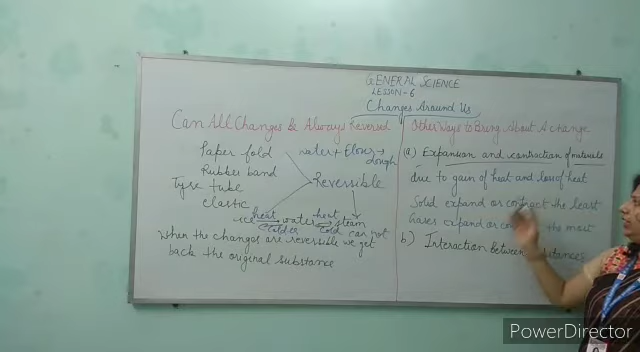 GENERAL SCIENCE
LESSON-6
Changes Around Us
Can All Changes & Always Reversed
Paper fold
water + Flour → dough
Rubber band
Reversible
Tyre tube
elastic
ice heat water heat steam
colder cold can not
When the changes are reversible we get
back the original substance
Other Ways to Bring About A change
(a) Expansion and contraction of materials
due to gain of heat and loss of heat
Solid expand or contract the least
Gases expand or the most
b) Interaction between
PowerDirector